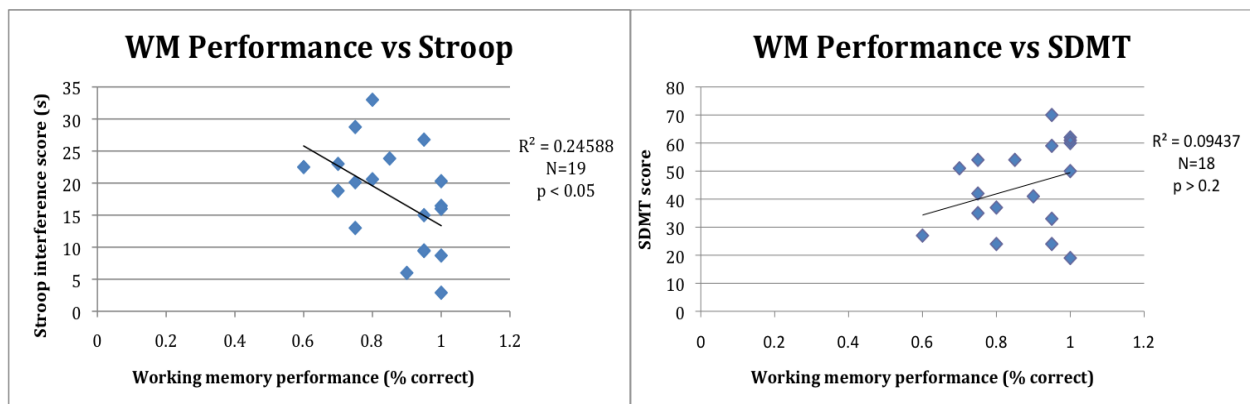 WM Performance vs Stroop
Stroop interference score (s)
35
30
25
20
15
10
5
0
0 0.2 0.4 0.6 0.8 1 1.2
Working memory performance (% correct)
R² = 0.24588
N=19
p < 0.05
WM Performance vs SDMT
SDMT score
80
70
60
50
40
30
20
10
0
0 0.2 0.4 0.6 0.8 1 1.2
Working memory performance (% correct)
R² = 0.09437
N=18
p > 0.2